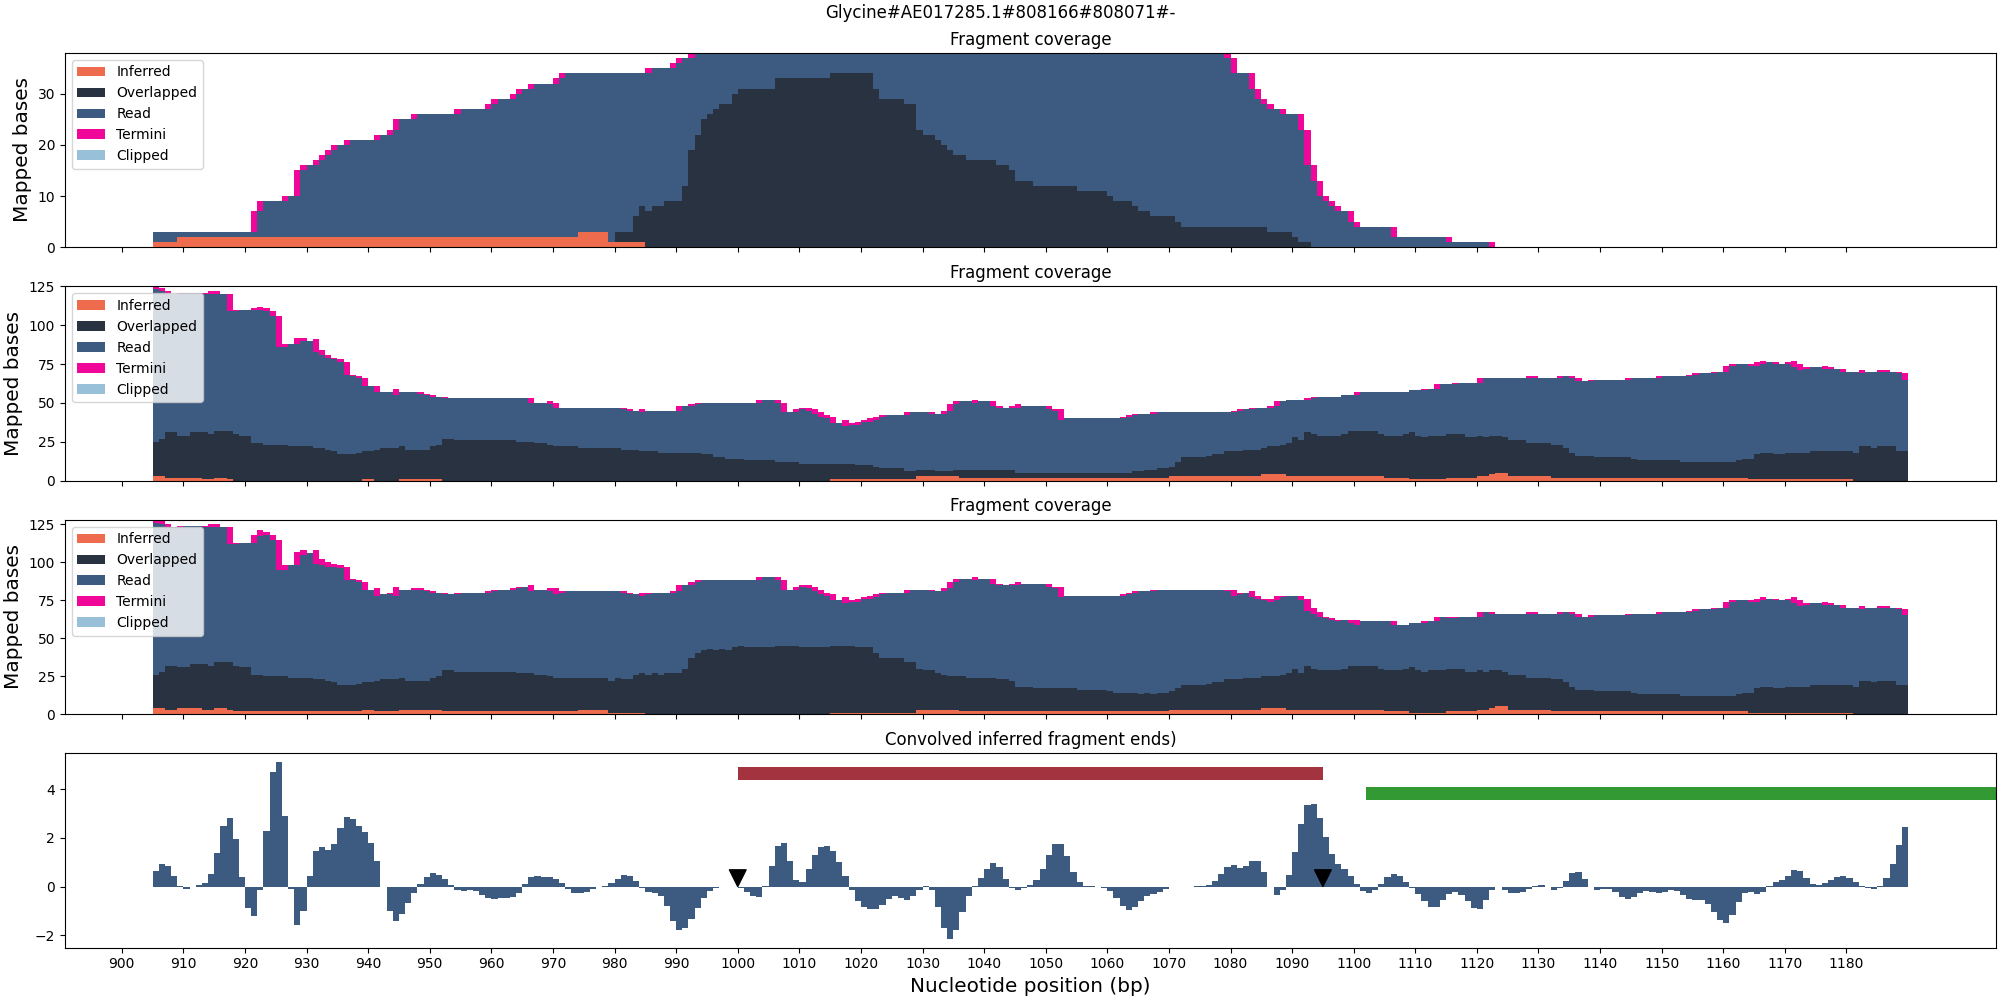 Glycine#AE017285.1#808166#808071#-
Fragment coverage
Mapped bases
30
20
10
0
Inferred
Overlapped
Read
Termini
Clipped
Fragment coverage
Mapped bases
125
100
75
50
25
0
Inferred
Overlapped
Read
Termini
Clipped
Fragment coverage
Mapped bases
125
100
75
50
25
0
Inferred
Overlapped
Read
Termini
Clipped
Convolved inferred fragment ends)
4
2
0
−2
900 910 920 930 940 950 960 970 980 990 1000 1010 1020 1030 1040 1050 1060 1070 1080 1090 1100 1110 1120 1130 1140 1150 1160 1170 1180
Nucleotide position (bp)